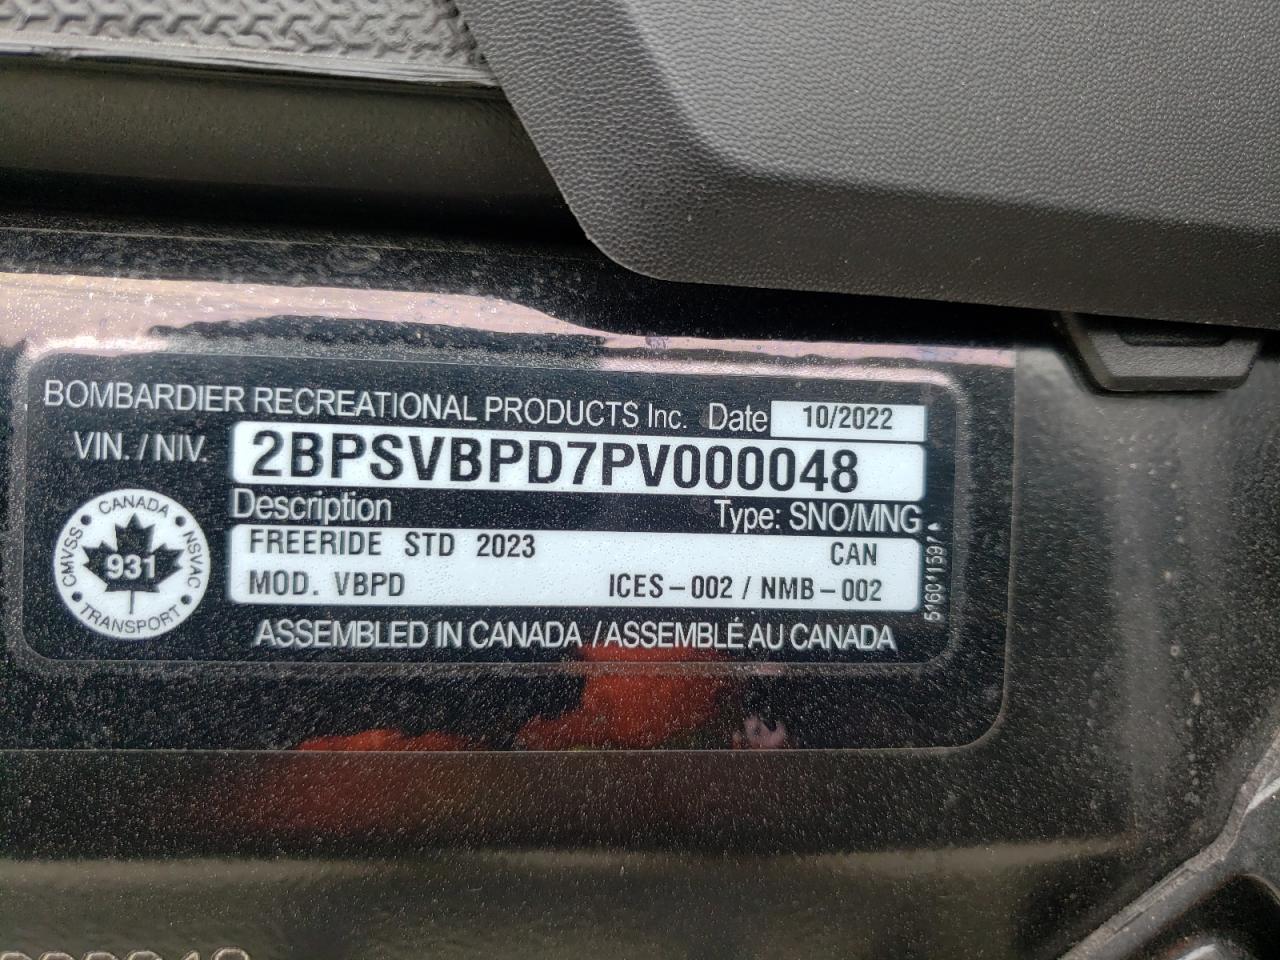 BOMBARDIER RECREATIONAL PRODUCTS Inc. Date 10/2022
VIN. / NIV. 2BPSVBPD7PV000048
Description Type: SNO/MNG
FREERIDE STD 2023 CAN
MOD. VBPD ICES-002 / NMB-002
ASSEMBLED IN CANADA / ASSEMBLÉ AU CANADA
CANADA
CMVSS • NSVAC
931
TRANSPORT